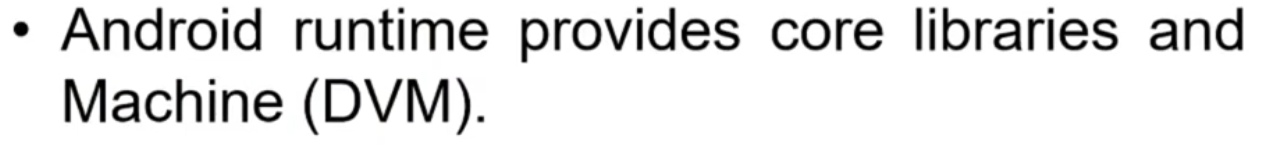 • Android runtime provides core libraries and
Machine (DVM).